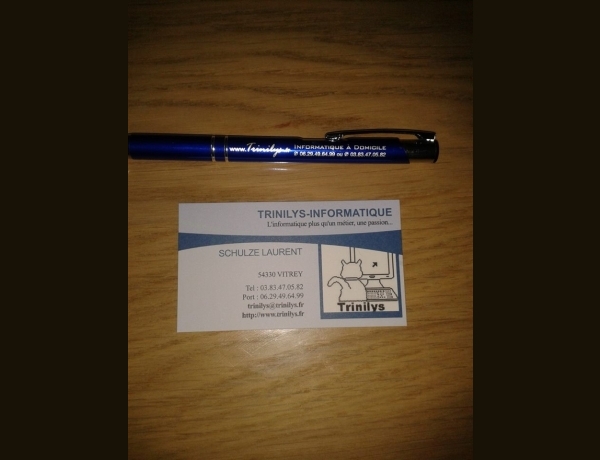 www.Trinilys.fr INFORMATIQUE À DOMICILE
✆ 06.29.49.64.99 ou ✆ 03.83.47.05.82
TRINILYS-INFORMATIQUE
L'informatique plus qu'un métier, une passion...
SCHULZE LAURENT
54330 VITREY
Tel : 03.83.47.05.82
Port : 06.29.49.64.99
trinilys@trinilys.fr
http://www.trinilys.fr
Trinilys